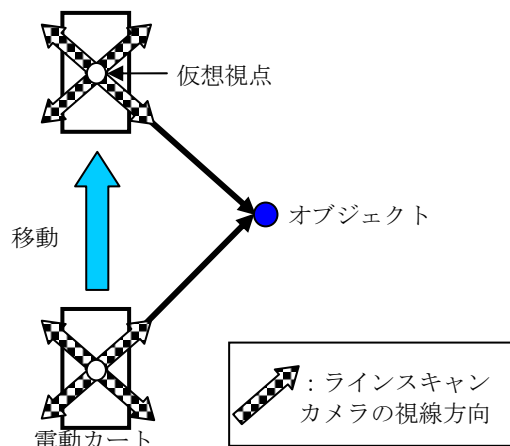 仮想視点
オブジェクト
移動
電動カート
：ラインスキャン
カメラの視線方向